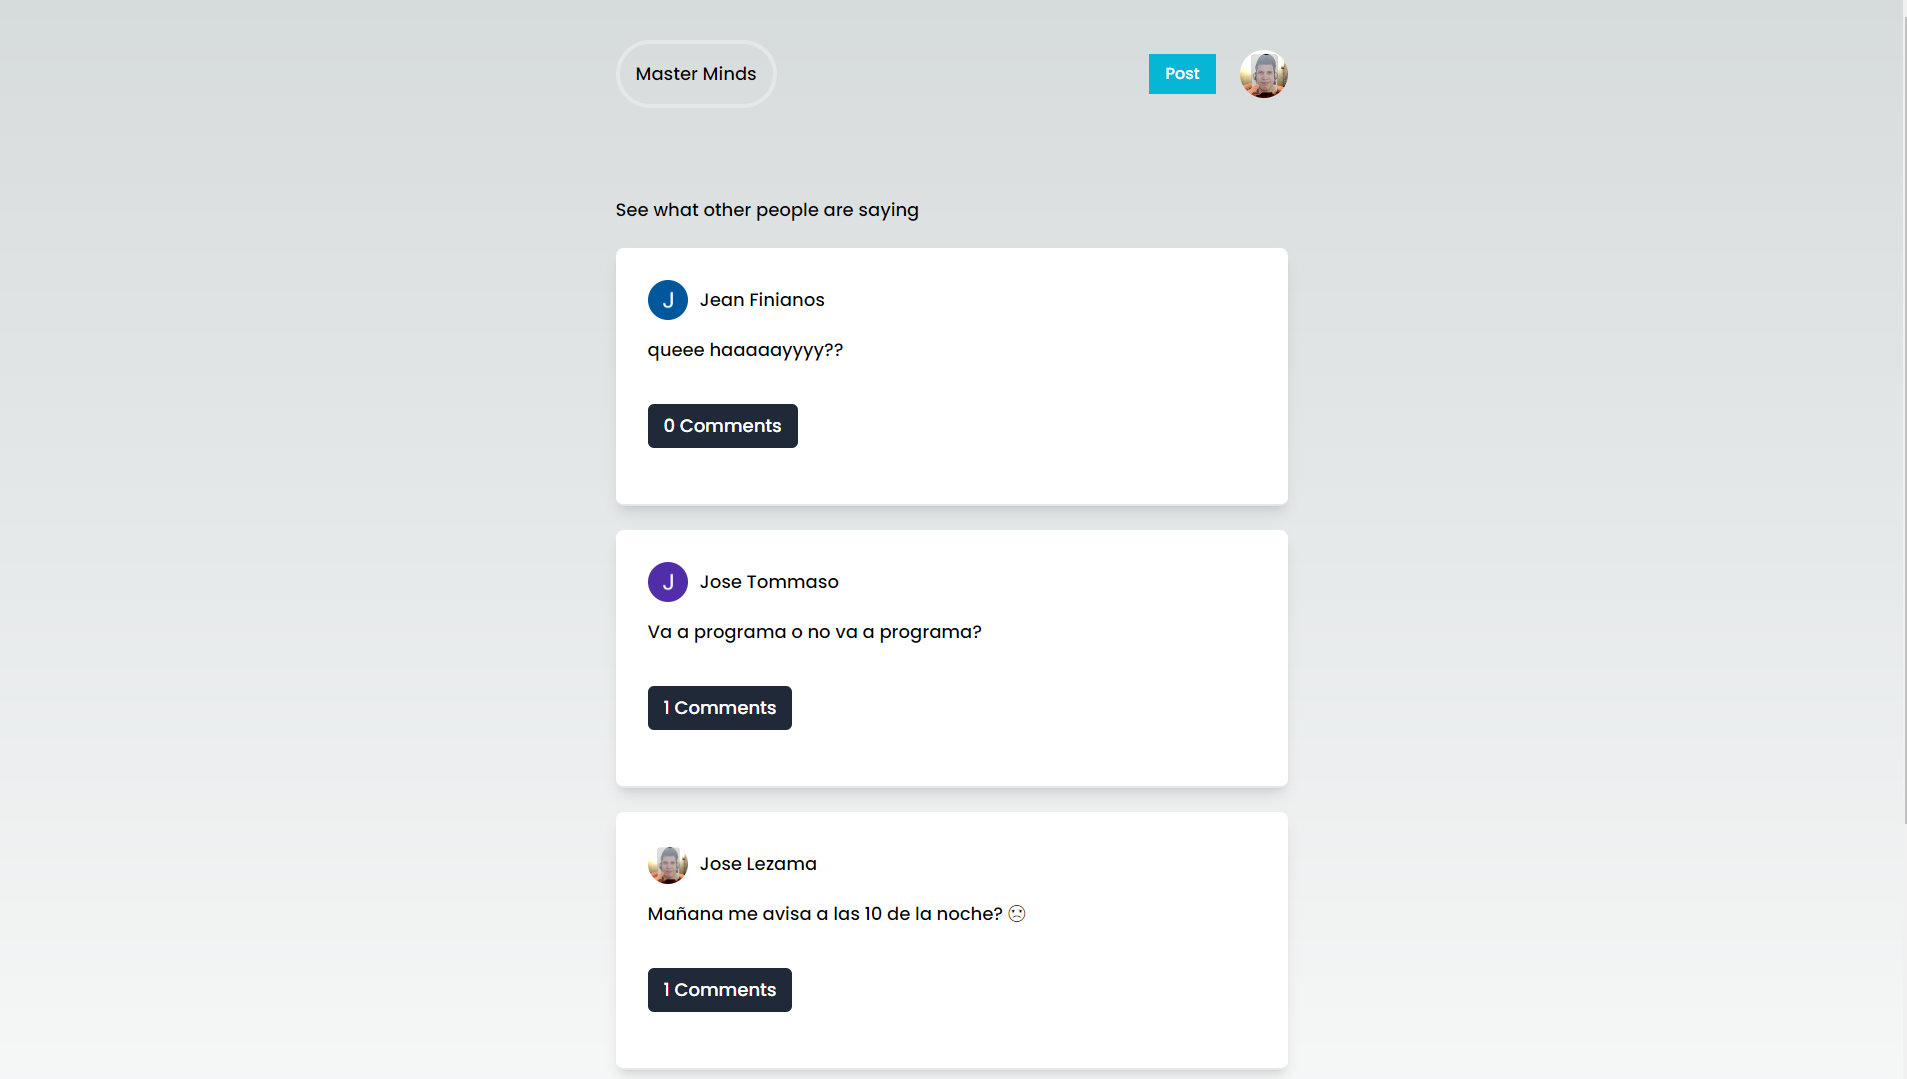 Master Minds
Post
See what other people are saying
J
Jean Finianos
queee haaaaayyyy??
0 Comments
J
Jose Tommaso
Va a programa o no va a programa?
1 Comments
Jose Lezama
Mañana me avisa a las 10 de la noche? 🙁
1 Comments